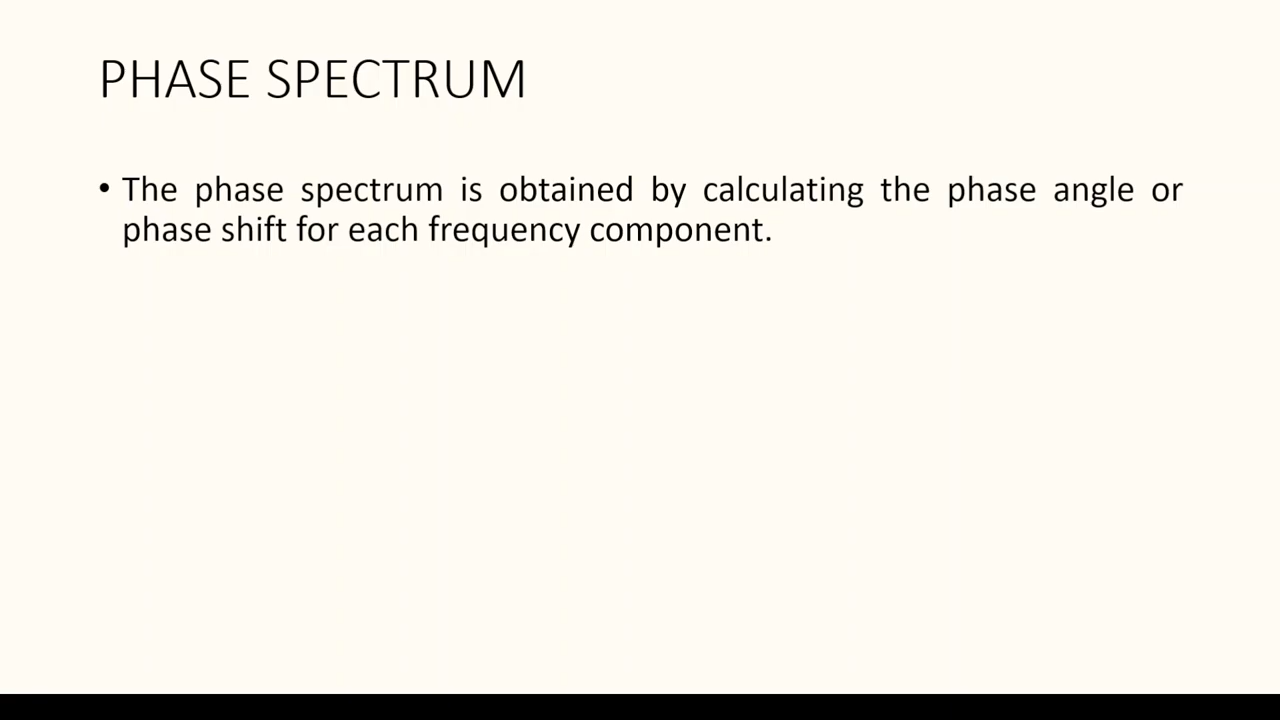 PHASE SPECTRUM
• The phase spectrum is obtained by calculating the phase angle or
phase shift for each frequency component.